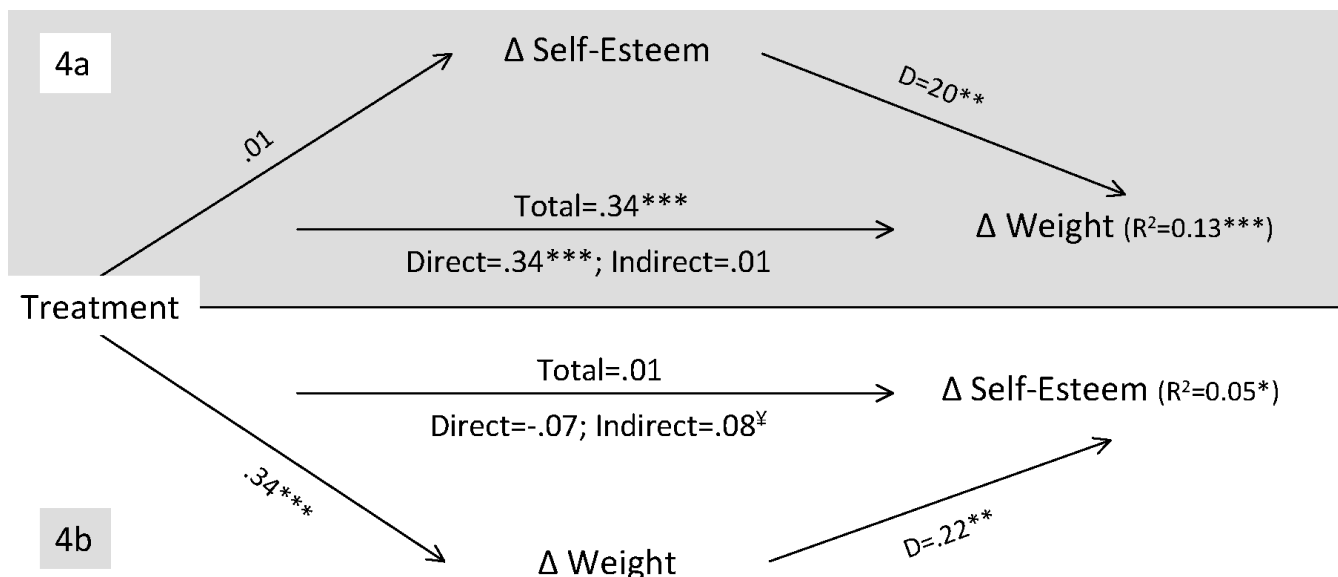 4a
Δ Self-Esteem
D=20**
.01
Total=.34***
Δ Weight (R²=0.13***)
Direct=.34***; Indirect=.01
Treatment
Total=.01
Δ Self-Esteem (R²=0.05*)
Direct=-.07; Indirect=.08¥
.34***
D=.22**
4b
Δ Weight